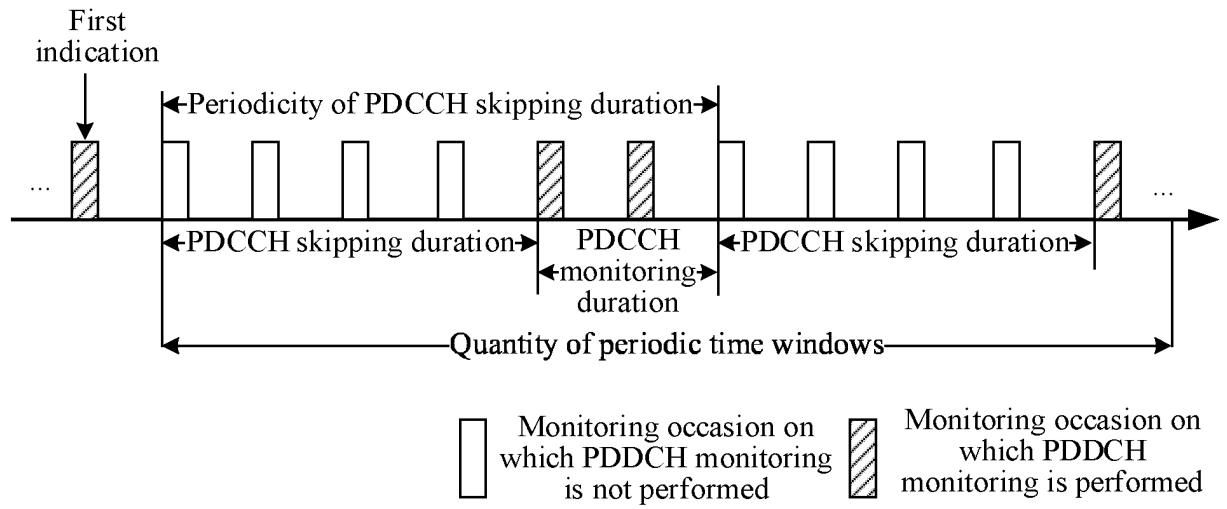 First
indication
Periodicity of PDCCH skipping duration
...
...
PDCCH skipping duration
PDCCH
monitoring
duration
PDCCH skipping duration
Quantity of periodic time windows
Monitoring occasion on
which PDDCH monitoring
is not performed
Monitoring occasion on
which PDDCH
monitoring is performed